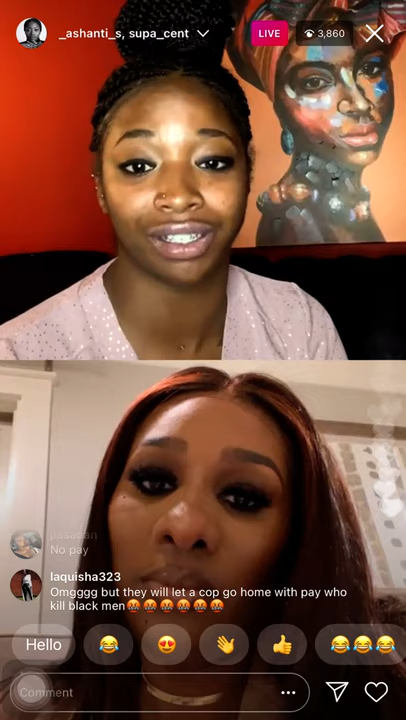 _ashanti_s, supa_cent
LIVE
3,860
No pay
laquisha323
Omgggg but they will let a cop go home with pay who
kill black men🤬🤬🤬🤬🤬🤬
Hello
Comment